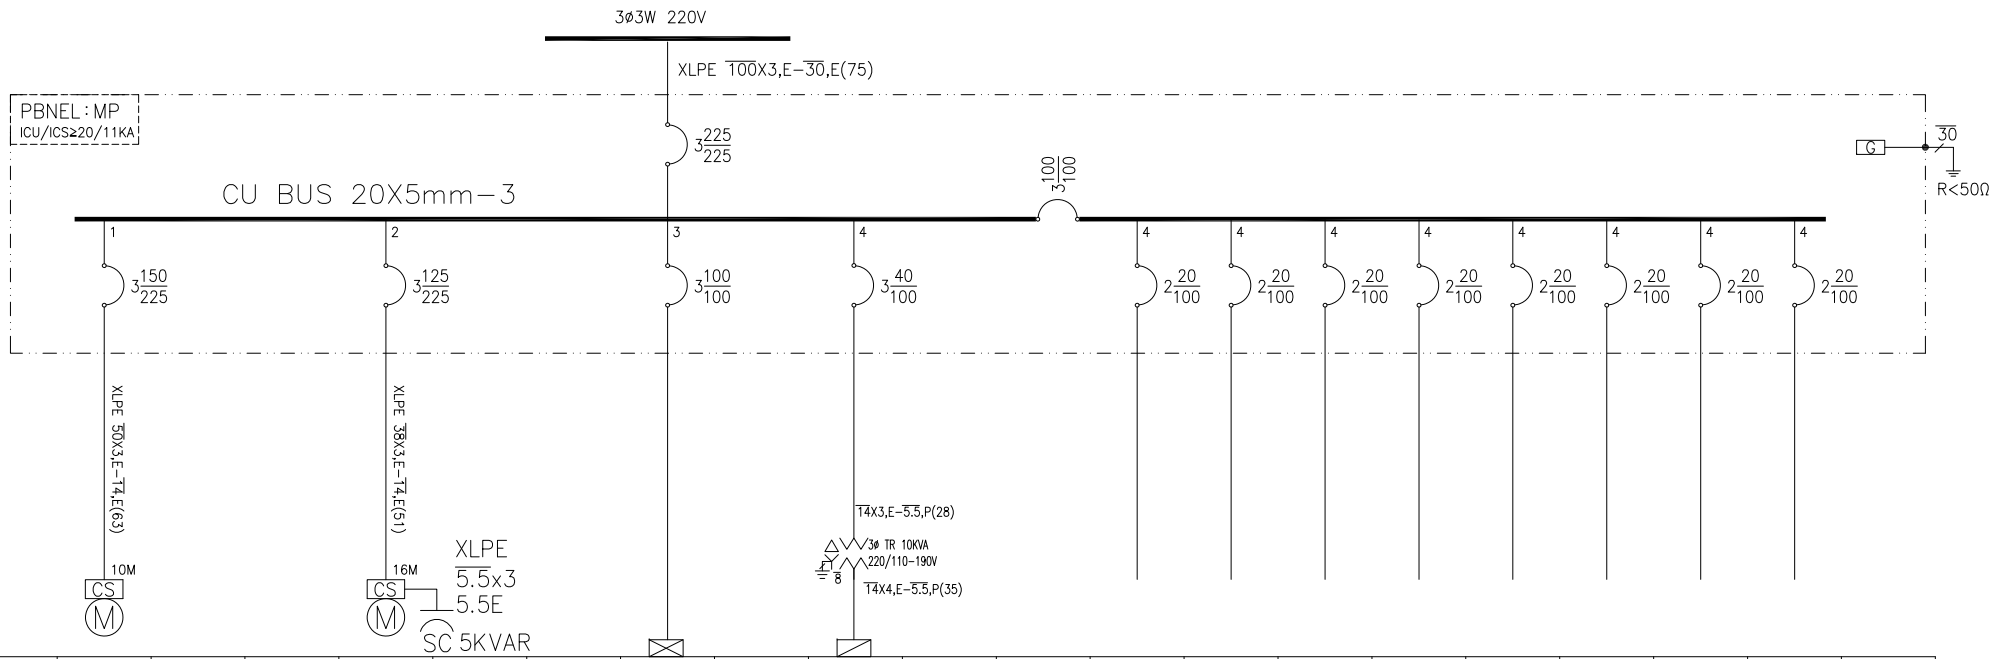 3ø3W 220V
XLPE 100X3,E-30,E(75)
PBNEL:MP
ICU/ICS≥20/11KA
3 225
225
CU BUS 20X5mm-3
3 100
100
G
30
R<50Ω
1
2
3
4
4
4
4
4
4
4
4
4
3 150
225
3 125
225
3 100
100
3 40
100
2 20
100
2 20
100
2 20
100
2 20
100
2 20
100
2 20
100
2 20
100
2 20
100
XLPE 50X3,E-14,E(63)
XLPE 38X3,E-14,E(51)
14X3,E-5.5,P(28)
3ø TR 10KVA
220/110-190V
8
14X4,E-5.5,P(35)
10M
CS
M
16M
CS
M
XLPE
5.5x3
5.5E
SC 5KVAR